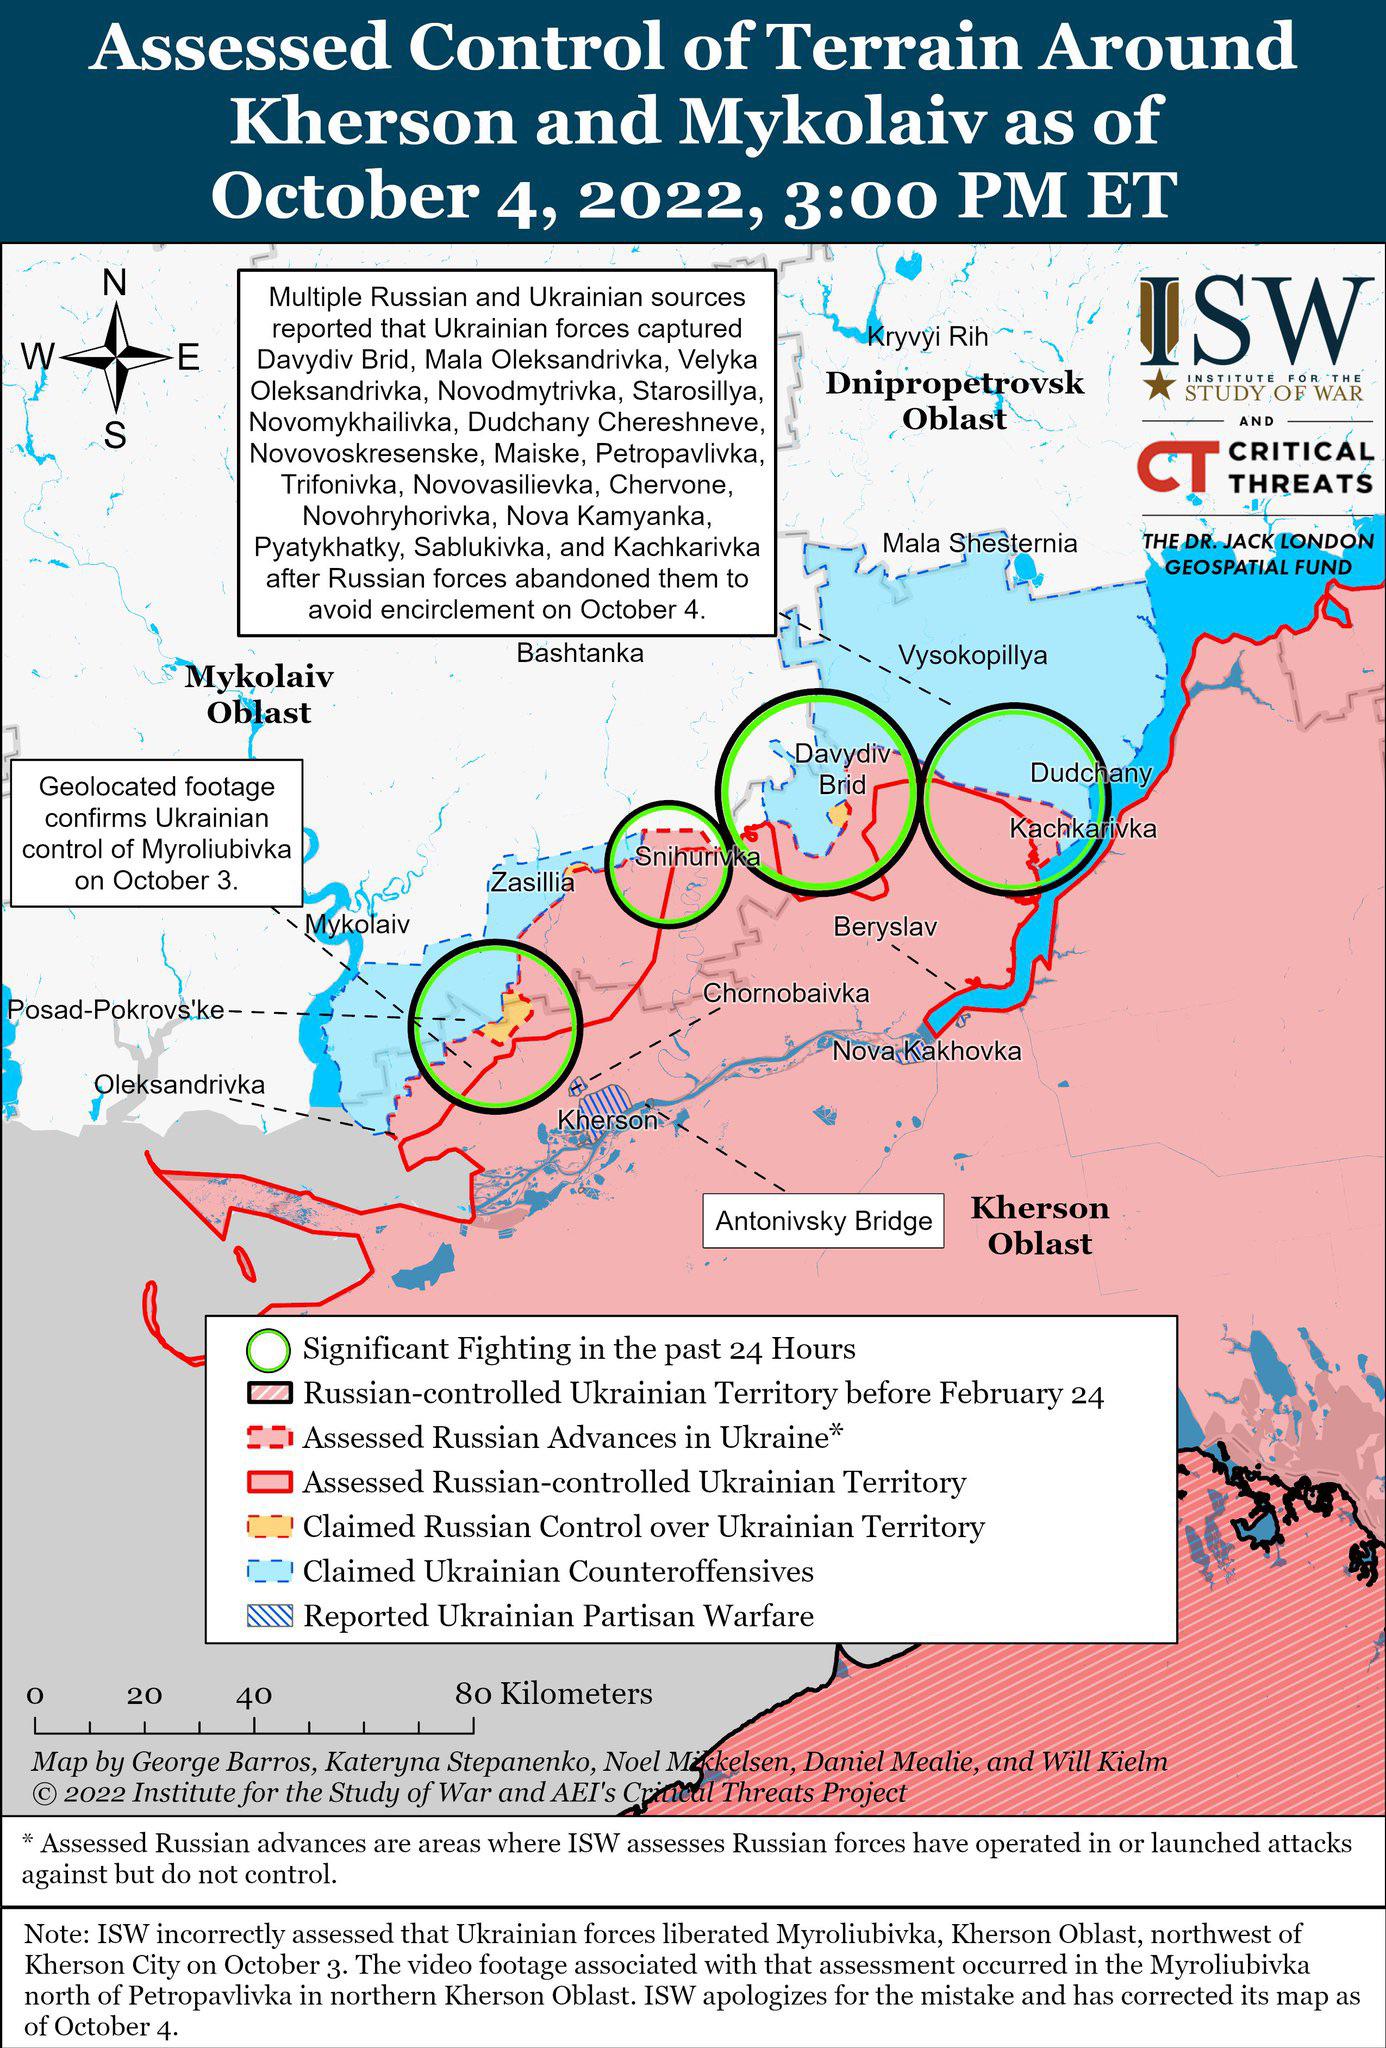 Assessed Control of Terrain Around
Kherson and Mykolaiv as of
October 4, 2022, 3:00 PM ET
N
W E
S
Multiple Russian and Ukrainian sources
reported that Ukrainian forces captured
Davydiv Brid, Mala Oleksandrivka, Velyka
Oleksandrivka, Novodmytrivka, Starosillya,
Novomykhailivka, Dudchany Chereshneve,
Novovoskresenske, Maiske, Petropavlivka,
Trifonivka, Novovasilievka, Chervone,
Novohryhorivka, Nova Kamyanka,
Pyatykhatky, Sablukivka, and Kachkarivka
after Russian forces abandoned them to
avoid encirclement on October 4.
Kryvyi Rih
Dnipropetrovsk
Oblast
ISW
INSTITUTE FOR THE
STUDY OF WAR
AND
CT CRITICAL
THREATS
THE DR. JACK LONDON
GEOSPATIAL FUND
Mala Shesternia
Bashtanka
Vysokopillya
Mykolaiv
Oblast
Geolocated footage
confirms Ukrainian
control of Myroliubivka
on October 3.
Davydiv
Brid
Dudchany
Kachkarivka
Snihurivka
Zasillia
Mykolaiv
Beryslav
Posad-Pokrovs'ke
Chornobaivka
Nova Kakhovka
Oleksandrivka
Kherson
Antonivsky Bridge
Kherson
Oblast
Significant Fighting in the past 24 Hours
Russian-controlled Ukrainian Territory before February 24
Assessed Russian Advances in Ukraine*
Assessed Russian-controlled Ukrainian Territory
Claimed Russian Control over Ukrainian Territory
Claimed Ukrainian Counteroffensives
Reported Ukrainian Partisan Warfare
0 20 40 80 Kilometers
Map by George Barros, Kateryna Stepanenko, Noel Mikkelsen, Daniel Mealie, and Will Kielm
© 2022 Institute for the Study of War and AEI's Critical Threats Project
* Assessed Russian advances are areas where ISW assesses Russian forces have operated in or launched attacks
against but do not control.
Note: ISW incorrectly assessed that Ukrainian forces liberated Myroliubivka, Kherson Oblast, northwest of
Kherson City on October 3. The video footage associated with that assessment occurred in the Myroliubivka
north of Petropavlivka in northern Kherson Oblast. ISW apologizes for the mistake and has corrected its map as
of October 4.